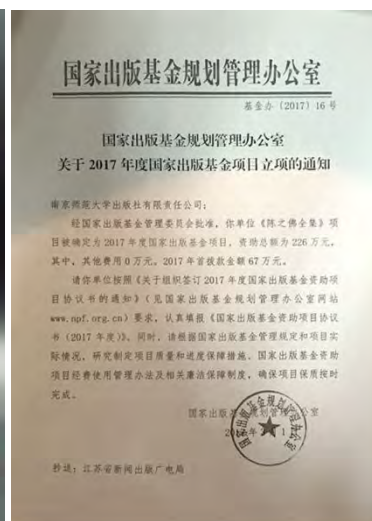 国家出版基金规划管理办公室
基金办〔2017〕16号
国家出版基金规划管理办公室
关于2017年度国家出版基金项目立项的通知
南京师范大学出版社有限责任公司：
经国家出版基金管理委员会批准，你单位《陈之佛全集》项
目被确定为2017年度国家出版基金项目，资助总额为226万元。
其中，其他费用0万元。2017年首拨款金额67万元。
请你单位按照《关于组织签订2017年度国家出版基金资助项
目协议书的通知》（见国家出版基金规划管理办公室网站
www.npf.org.cn）要求，认真填报《国家出版基金资助项目协议
书（2017年度）》。同时，请根据国家出版基金管理规定和项目实
际情况，研究制定项目质量和进度保障措施、国家出版基金资助
项目经费使用管理办法及相关廉洁保障制度，确保项目保质按时
完成。
国家出版基金规划管理办公室
国家出版基金规划管理办公室
抄送：江苏省新闻出版广电局